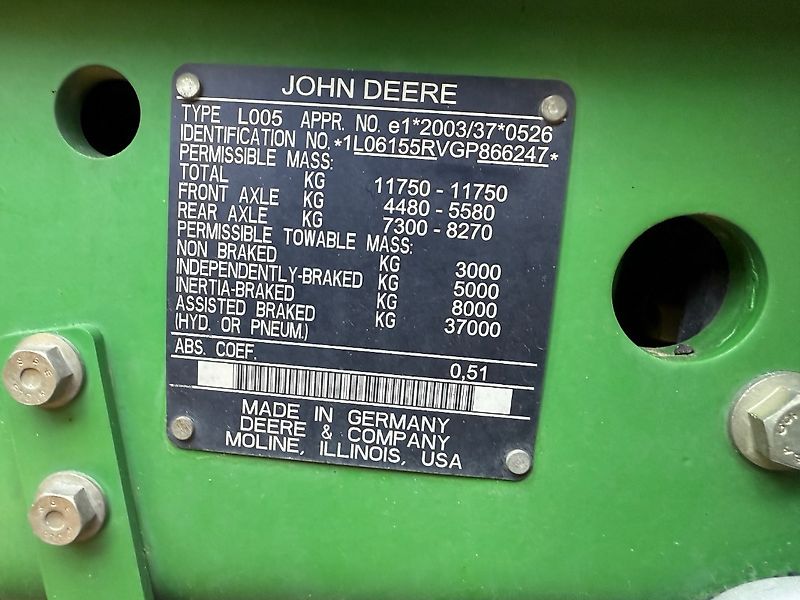 JOHN DEERE
TYPE L005 APPR. NO. e1*2003/37*0526
IDENTIFICATION NO. *1L06155RVGP866247*
PERMISSIBLE MASS:
TOTAL KG 11750 - 11750
FRONT AXLE KG 4480 - 5580
REAR AXLE KG 7300 - 8270
PERMISSIBLE TOWABLE MASS:
NON BRAKED KG 3000
INDEPENDENTLY-BRAKED KG 5000
INERTIA-BRAKED KG 8000
ASSISTED BRAKED KG 37000
(HYD. OR PNEUM.)
ABS. COEF. 0,51
MADE IN GERMANY
DEERE & COMPANY
MOLINE, ILLINOIS, USA